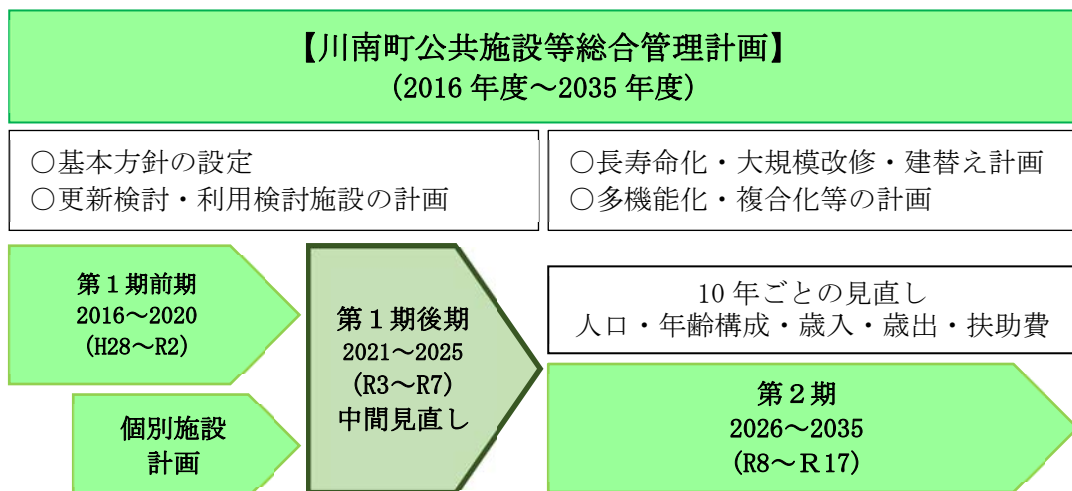 【川南町公共施設等総合管理計画】
(2016 年度～2035 年度)
○基本方針の設定
○更新検討・利用検討施設の計画
○長寿命化・大規模改修・建替え計画
○多機能化・複合化等の計画
第１期前期
2016～2020
(H28～R2)
個別施設
計画
第１期後期
2021～2025
(R3～R7)
中間見直し
10 年ごとの見直し
人口・年齢構成・歳入・歳出・扶助費
第２期
2026～2035
(R8～Ｒ17)